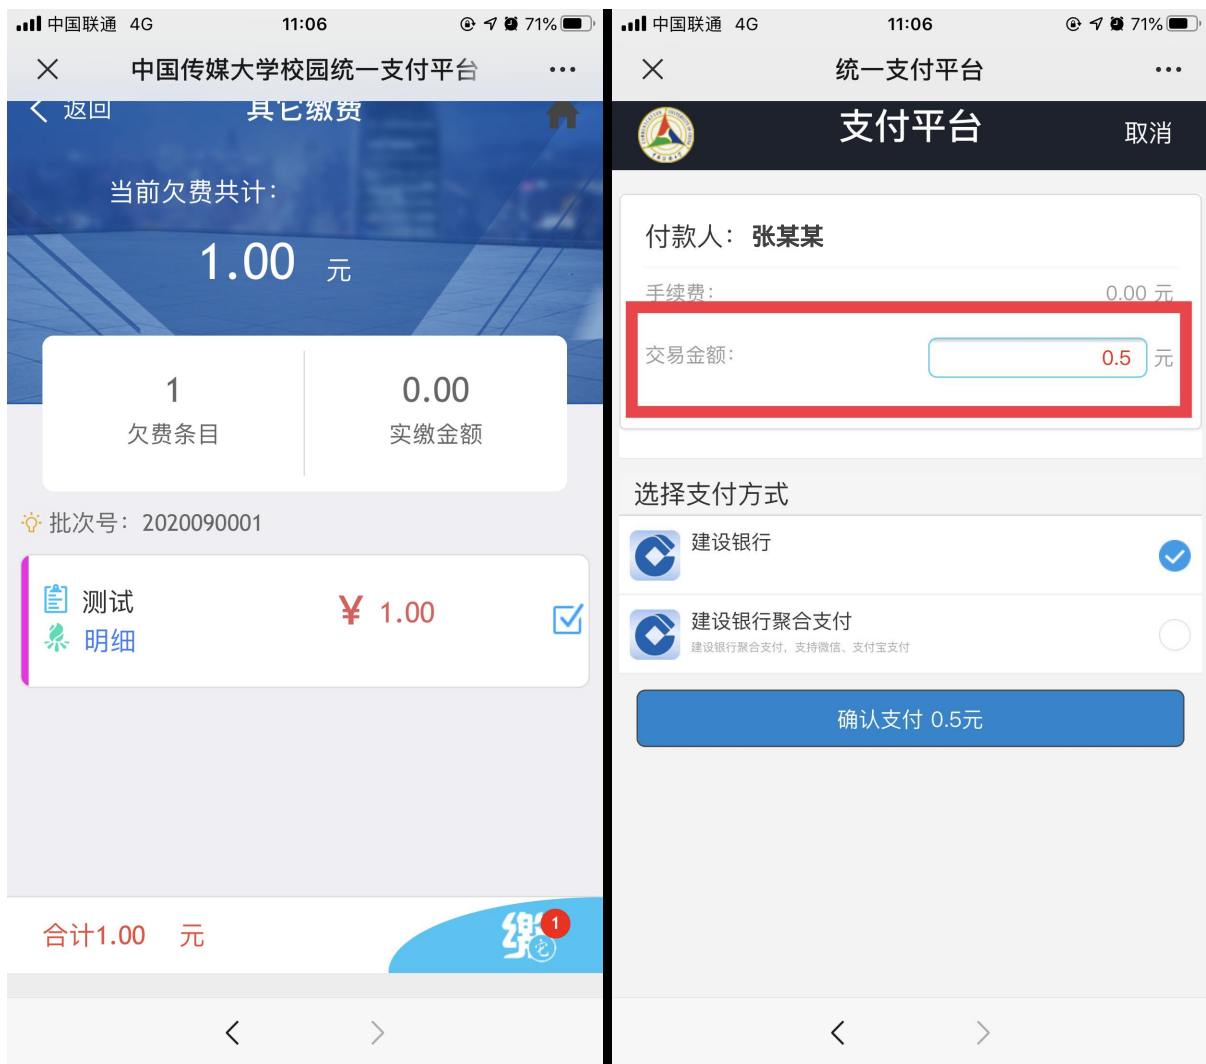 中国联通 4G
11:06
71%
中国传媒大学校园统一支付平台
返回
其它缴费
当前欠费共计：
1.00 元
1
欠费条目
0.00
实缴金额
批次号：2020090001
测试
¥ 1.00
明细
合计1.00 元
缴
1
它
中国联通 4G
11:06
71%
统一支付平台
支付平台
取消
付款人：张某某
手续费：
0.00 元
交易金额：
0.5 元
选择支付方式
建设银行
建设银行聚合支付
建设银行聚合支付，支持微信、支付宝支付
确认支付 0.5元